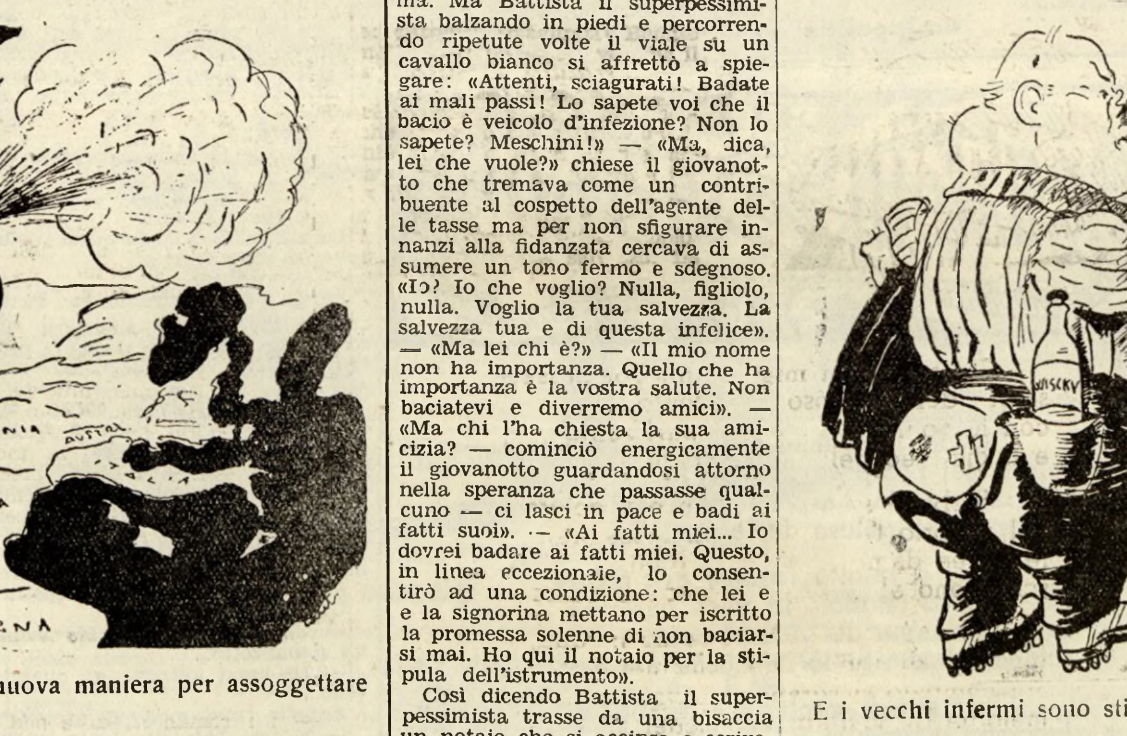 NIA
AUSTRI
ENA
nuova maniera per assoggettare
ma. Ma Battista il superpessimi-
sta balzando in piedi e percorren-
do ripetute volte il viale su un
cavallo bianco si affrettò a spie-
gare: «Attenti, sciagurati! Badate
ai mali passi! Lo sapete voi che il
bacio è veicolo d'infezione? Non lo
sapete? Meschini!» — «Ma, dica,
lei che vuole?» chiese il giovanot-
to che tremava come un contri-
buente al cospetto dell'agente del-
le tasse ma per non sfigurare in-
nanzi alla fidanzata cercava di as-
sumere un tono fermo e sdegnoso.
«Io? Io che voglio? Nulla, figliolo,
nulla. Voglio la tua salvezza. La
salvezza tua e di questa infelice».
— «Ma lei chi è?» — «Il mio nome
non ha importanza. Quello che ha
importanza è la vostra salute. Non
baciatevi e diverremo amici». —
«Ma chi l'ha chiesta la sua ami-
cizia? — cominciò energicamente
il giovanotto guardandosi attorno
nella speranza che passasse qual-
cuno — ci lasci in pace e badi ai
fatti suoi». — «Ai fatti miei... Io
dovrei badare ai fatti miei. Questo,
in linea eccezionale, lo consen-
tirò ad una condizione: che lei e
e la signorina mettano per iscritto
la promessa solenne di non baciar-
si mai. Ho qui il notaio per la sti-
pula dell'istrumento».
Così dicendo Battista il super-
pessimista trasse da una bisaccia
un notaio che si
WISCKY
E i vecchi infermi sono sti